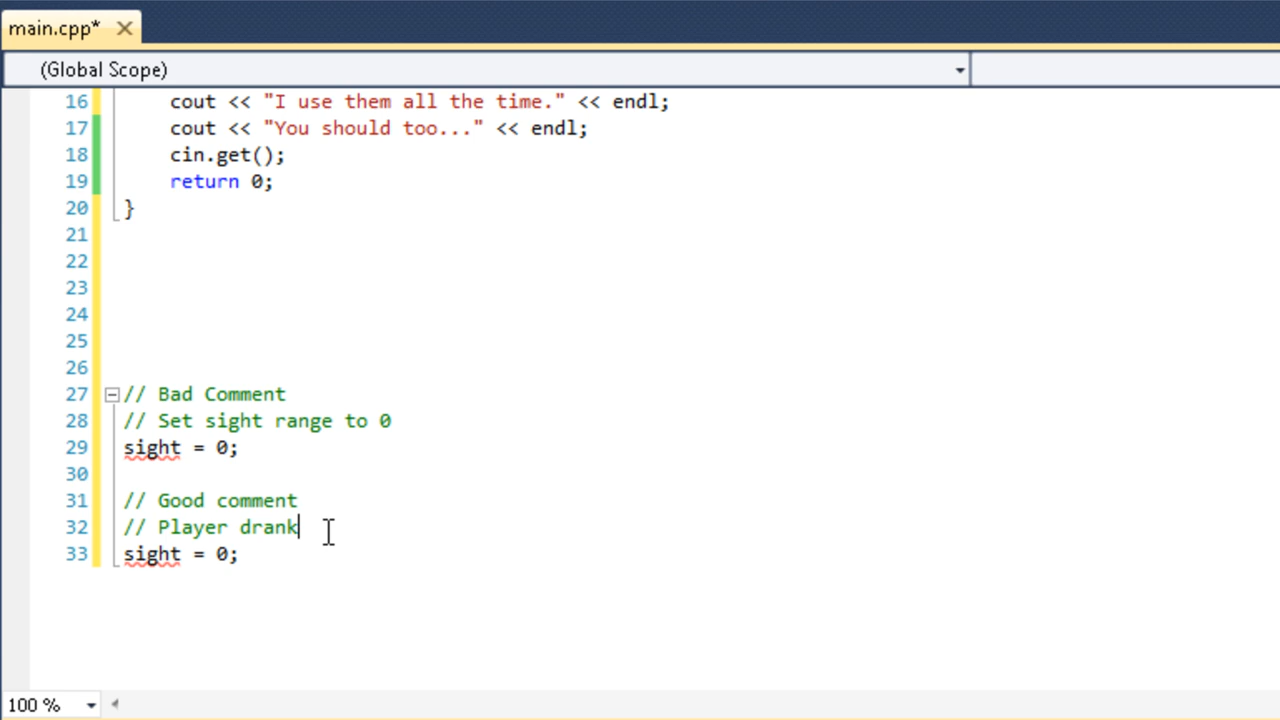 main.cpp*
(Global Scope)
16 cout << "I use them all the time." << endl;
17 cout << "You should too..." << endl;
18 cin.get();
19 return 0;
20 }
21
22
23
24
25
26
27 // Bad Comment
28 // Set sight range to 0
29 sight = 0;
30
31 // Good comment
32 // Player drank
33 sight = 0;
100 %